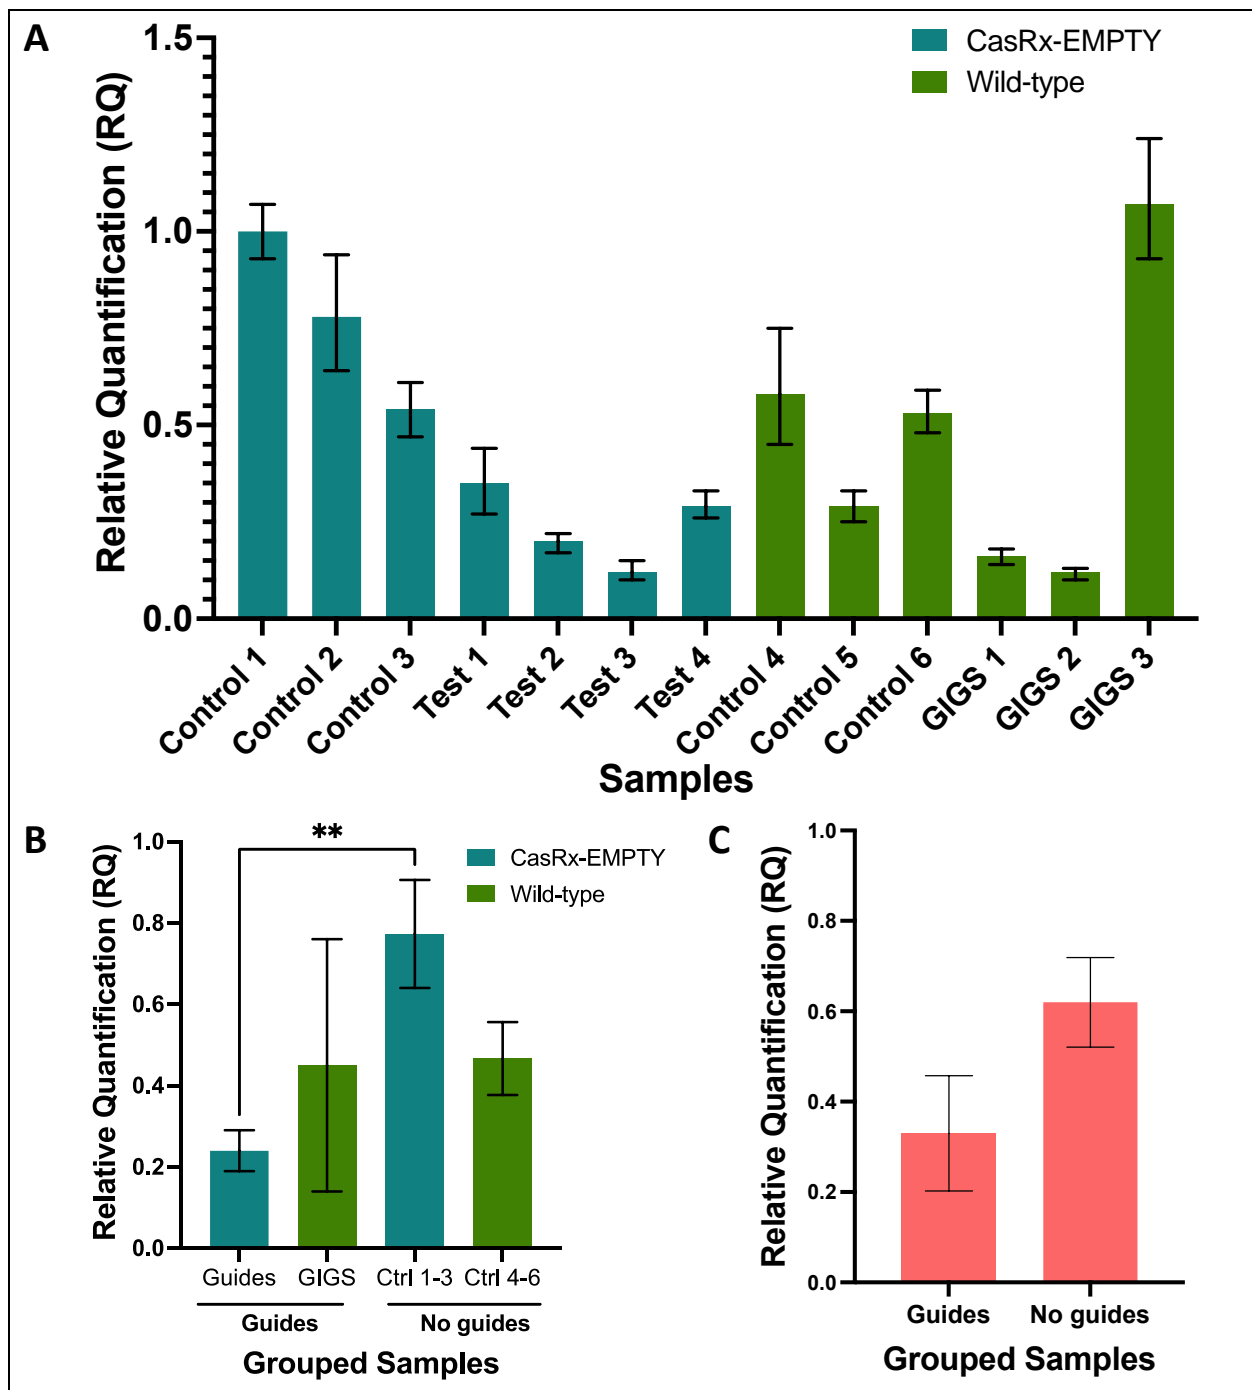 A
CasRx-EMPTY
Wild-type
Relative Quantification (RQ)
1.5
1.0
0.5
0.0
Control 1
Control 2
Control 3
Test 1
Test 2
Test 3
Test 4
Control 4
Control 5
Control 6
GIGS 1
GIGS 2
GIGS 3
Samples
B
**
CasRx-EMPTY
Wild-type
Relative Quantification (RQ)
1.0
0.8
0.6
0.4
0.2
0.0
Guides GIGS Ctrl 1-3 Ctrl 4-6
Guides No guides
Grouped Samples
C
Relative Quantification (RQ)
1.0
0.8
0.6
0.4
0.2
0.0
Guides No guides
Grouped Samples